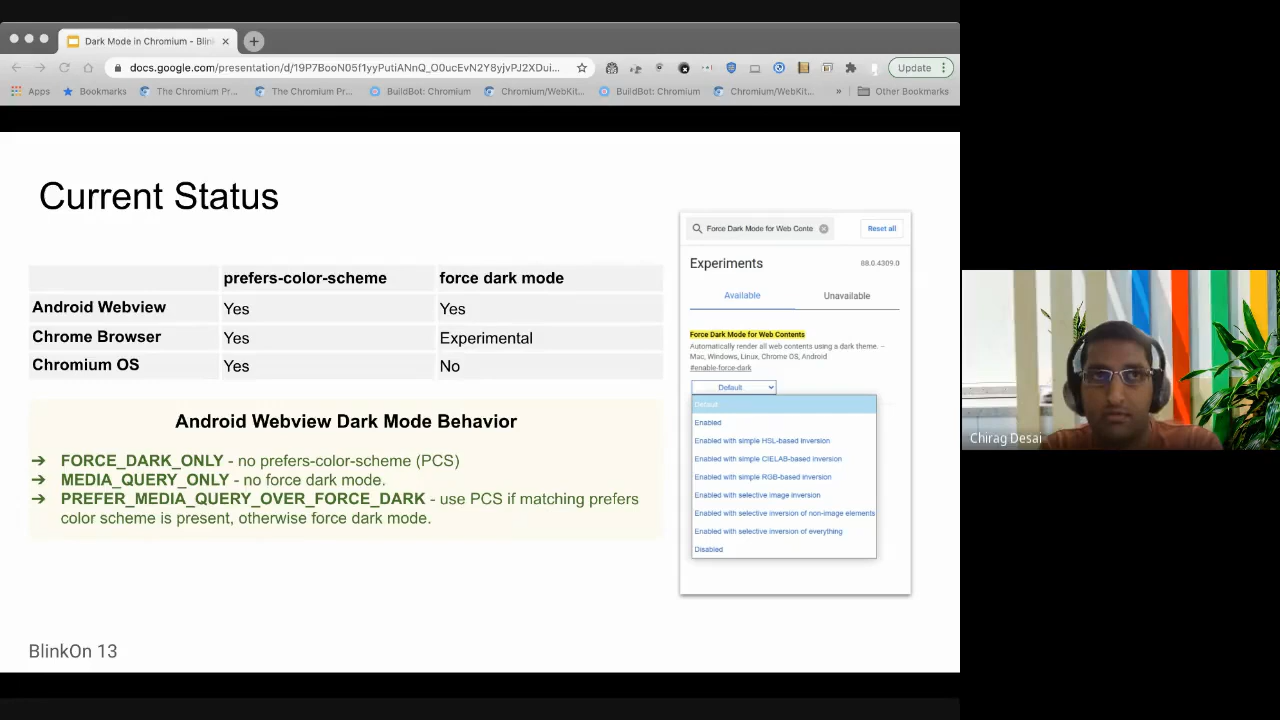 Dark Mode in Chromium - Blin
docs.google.com/presentation/d/19P7BooN05f1yyPutiANnQ_O0ucEvN2Y8yjvPJ2XDui...
Update
Apps
Bookmarks
The Chromium Pr...
The Chromium Pr...
BuildBot: Chromium
Chromium/WebKit...
BuildBot: Chromium
Chromium/WebKit...
»
Other Bookmarks
Current Status
prefers-color-scheme force dark mode
Android Webview Yes Yes
Chrome Browser Yes Experimental
Chromium OS Yes No
Android Webview Dark Mode Behavior
➔ FORCE_DARK_ONLY - no prefers-color-scheme (PCS)
➔ MEDIA_QUERY_ONLY - no force dark mode.
➔ PREFER_MEDIA_QUERY_OVER_FORCE_DARK - use PCS if matching prefers
color scheme is present, otherwise force dark mode.
Force Dark Mode for Web Conte
Reset all
Experiments
88.0.4309.0
Available
Unavailable
Force Dark Mode for Web Contents
Automatically render all web contents using a dark theme. –
Mac, Windows, Linux, Chrome OS, Android
#enable-force-dark
Default
Default
Enabled
Enabled with simple HSL-based inversion
Enabled with simple CIELAB-based inversion
Enabled with simple RGB-based inversion
Enabled with selective image inversion
Enabled with selective inversion of non-image elements
Enabled with selective inversion of everything
Disabled
BlinkOn 13
Chirag Desai